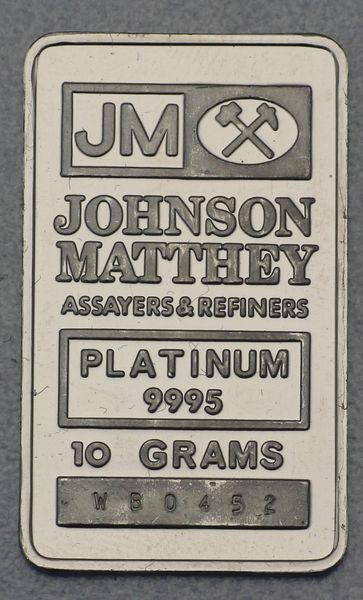 JM
JOHNSON
MATTHEY
ASSAYERS & REFINERS
PLATINUM
9995
10 GRAMS
WB0452